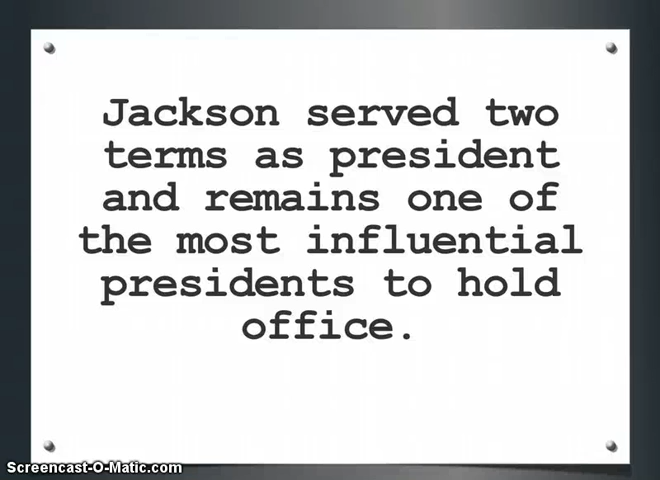 Jackson served two
terms as president
and remains one of
the most influential
presidents to hold
office.
Screencast-O-Matic.com